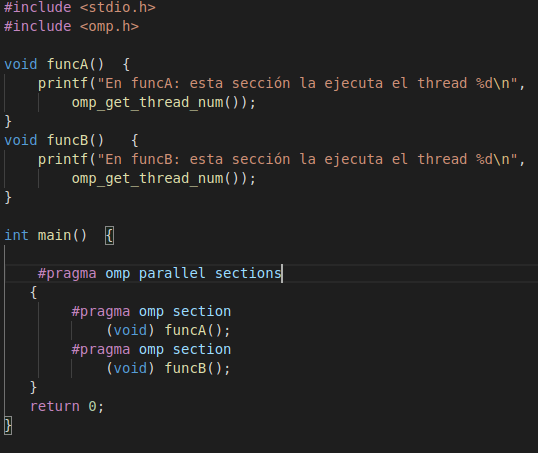 #include <stdio.h>
#include <omp.h>
void funcA()  {
    printf("En funcA: esta sección la ejecuta el thread %d\n",
        omp_get_thread_num());
}
void funcB()   {
    printf("En funcB: esta sección la ejecuta el thread %d\n",
        omp_get_thread_num());
}
int main()  {
    #pragma omp parallel sections
   {
        #pragma omp section
            (void) funcA();
        #pragma omp section
            (void) funcB();
   }
   return 0;
}